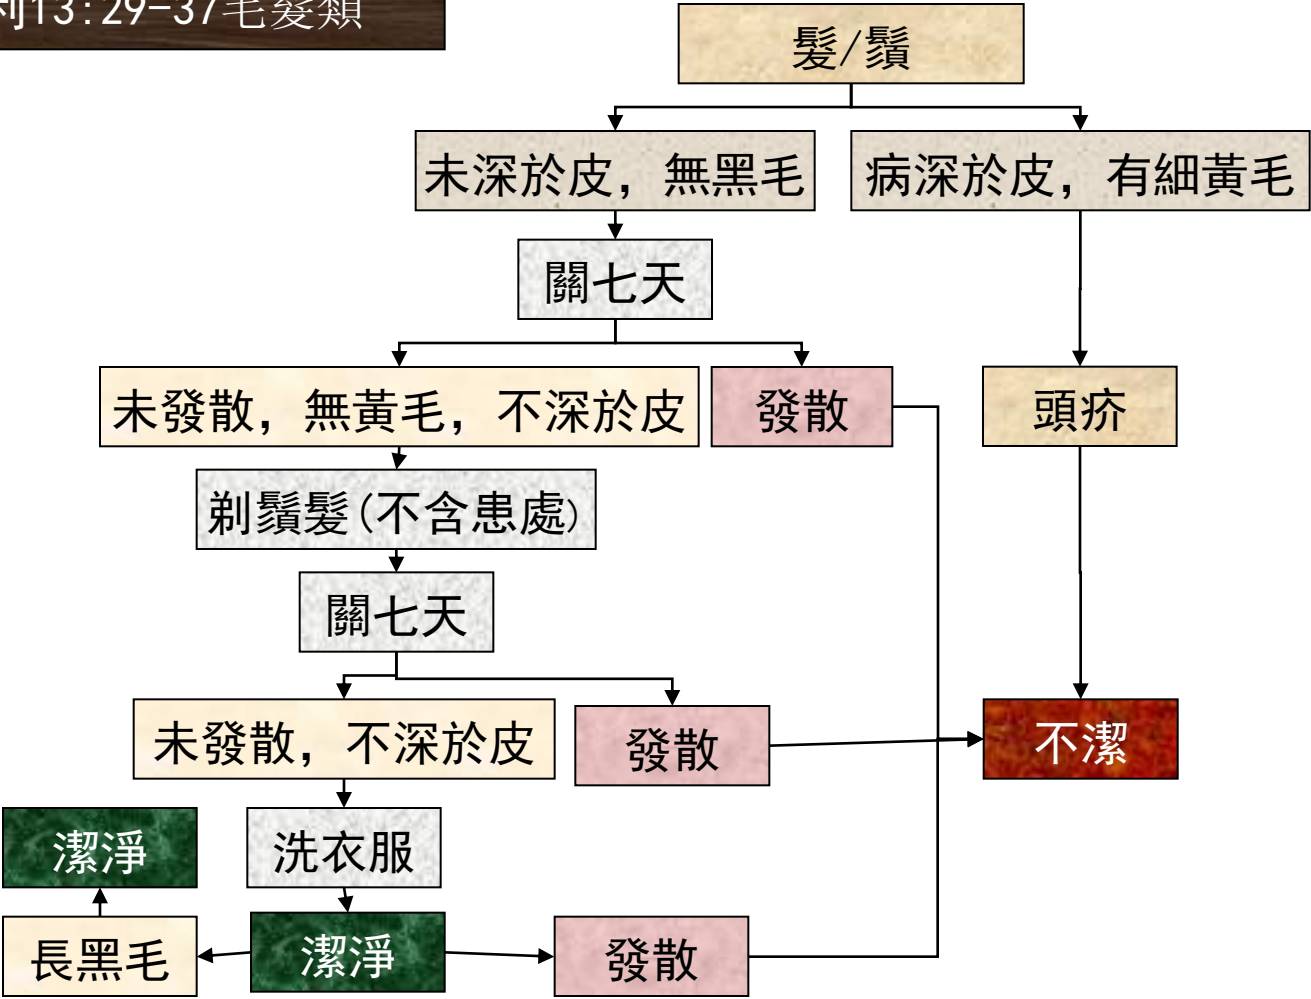 利13:29-37毛髮類
髮/鬚
未深於皮，無黑毛
病深於皮，有細黃毛
關七天
未發散，無黃毛，不深於皮
發散
頭疥
剃鬚髮(不含患處)
關七天
未發散，不深於皮
發散
不潔
潔淨
洗衣服
長黑毛
潔淨
發散